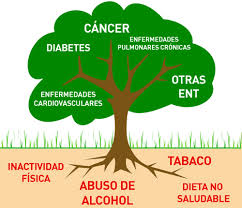 CÁNCER
DIABETES
ENFERMEDADES
PULMONARES CRÓNICAS
OTRAS
ENT
ENFERMEDADES
CARDIOVASCULARES
INACTIVIDAD
FÍSICA
ABUSO DE
ALCOHOL
TABACO
DIETA NO
SALUDABLE